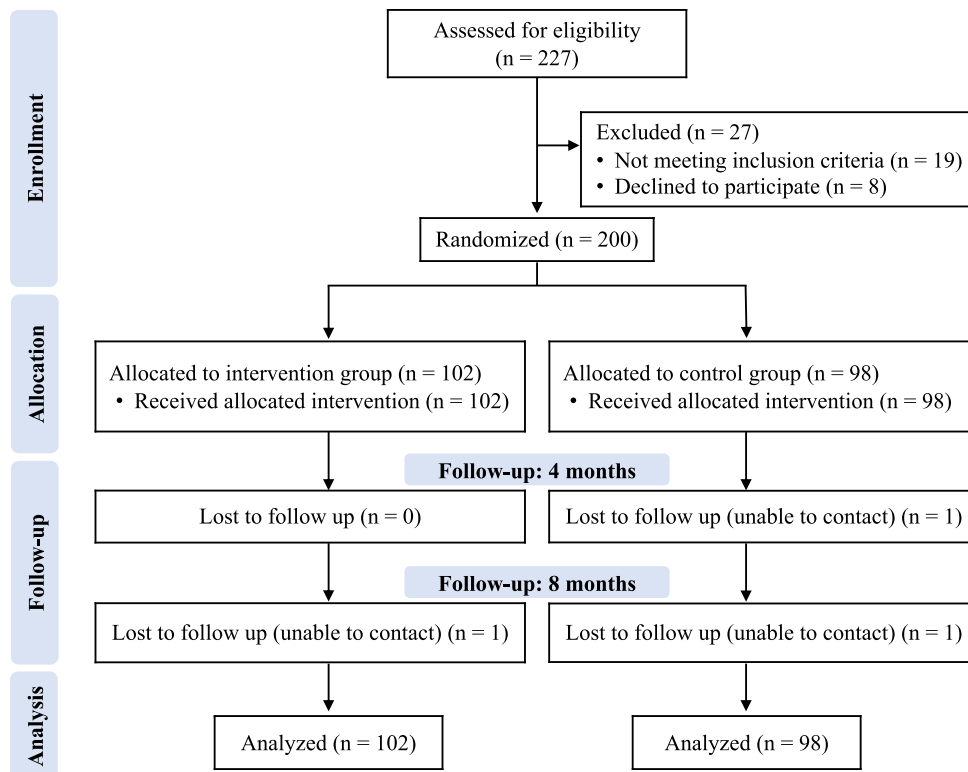 Enrollment
Assessed for eligibility
(n = 227)
Excluded (n = 27)
• Not meeting inclusion criteria (n = 19)
• Declined to participate (n = 8)
Randomized (n = 200)
Allocation
Allocated to intervention group (n = 102)
• Received allocated intervention (n = 102)
Allocated to control group (n = 98)
• Received allocated intervention (n = 98)
Follow-up
Follow-up: 4 months
Lost to follow up (n = 0)
Lost to follow up (unable to contact) (n = 1)
Follow-up: 8 months
Lost to follow up (unable to contact) (n = 1)
Lost to follow up (unable to contact) (n = 1)
Analysis
Analyzed (n = 102)
Analyzed (n = 98)